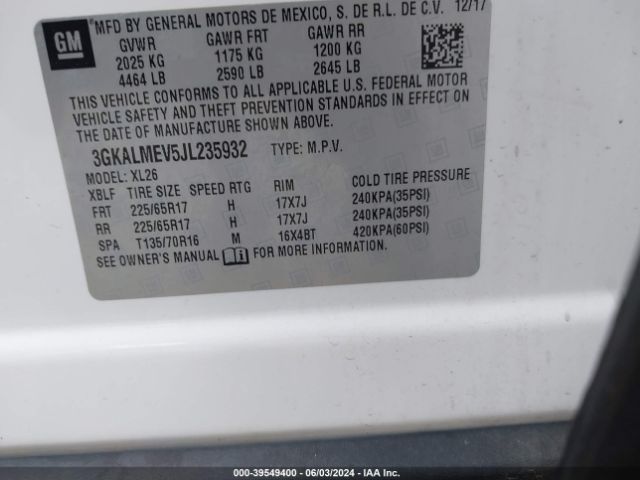 MFD BY GENERAL MOTORS DE MEXICO, S. DE R.L. DE C.V. 12/17
GM
GVWR GAWR FRT GAWR RR
2025 KG 1175 KG 1200 KG
4464 LB 2590 LB 2645 LB
THIS VEHICLE CONFORMS TO ALL APPLICABLE U.S. FEDERAL MOTOR
VEHICLE SAFETY AND THEFT PREVENTION STANDARDS IN EFFECT ON
THE DATE OF MANUFACTURE SHOWN ABOVE.
3GKALMEV5JL235932 TYPE: M.P.V.
MODEL: XL26
XBLF TIRE SIZE SPEED RTG RIM COLD TIRE PRESSURE
FRT 225/65R17 H 17X7J 240KPA(35PSI)
RR 225/65R17 H 17X7J 240KPA(35PSI)
SPA T135/70R16 M 16X4BT 420KPA(60PSI)
SEE OWNER'S MANUAL FOR MORE INFORMATION.
000-39549400 - 06/03/2024 - IAA Inc.